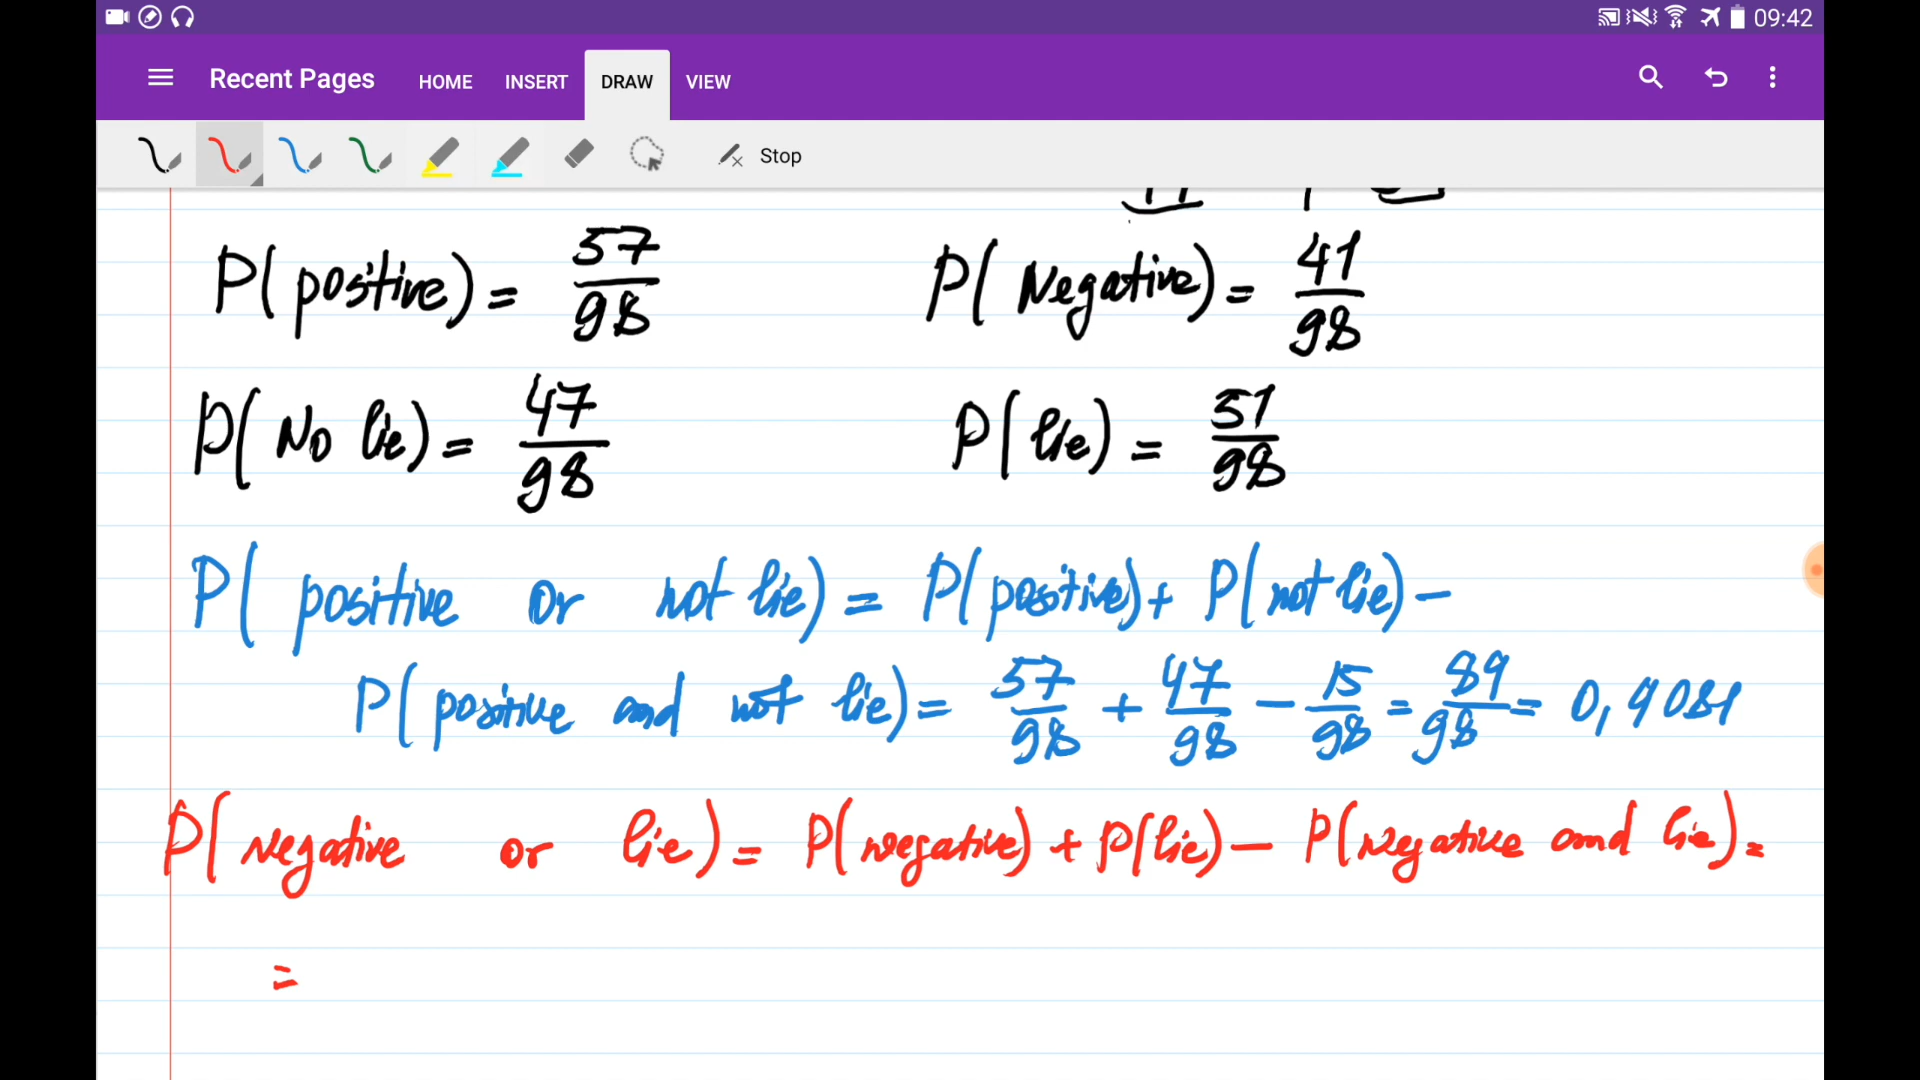 09:42
Recent Pages HOME INSERT DRAW VIEW
Stop
P(positive) = 57/98 P(Negative) = 41/98
P(No lie) = 47/98 P(lie) = 51/98
P(positive or not lie) = P(positive) + P(not lie) −
P(positive and not lie) = 57/98 + 47/98 − 15/98 = 89/98 = 0,9081
P(Negative or lie) = P(negative) + P(lie) − P(Negative and lie) =
=